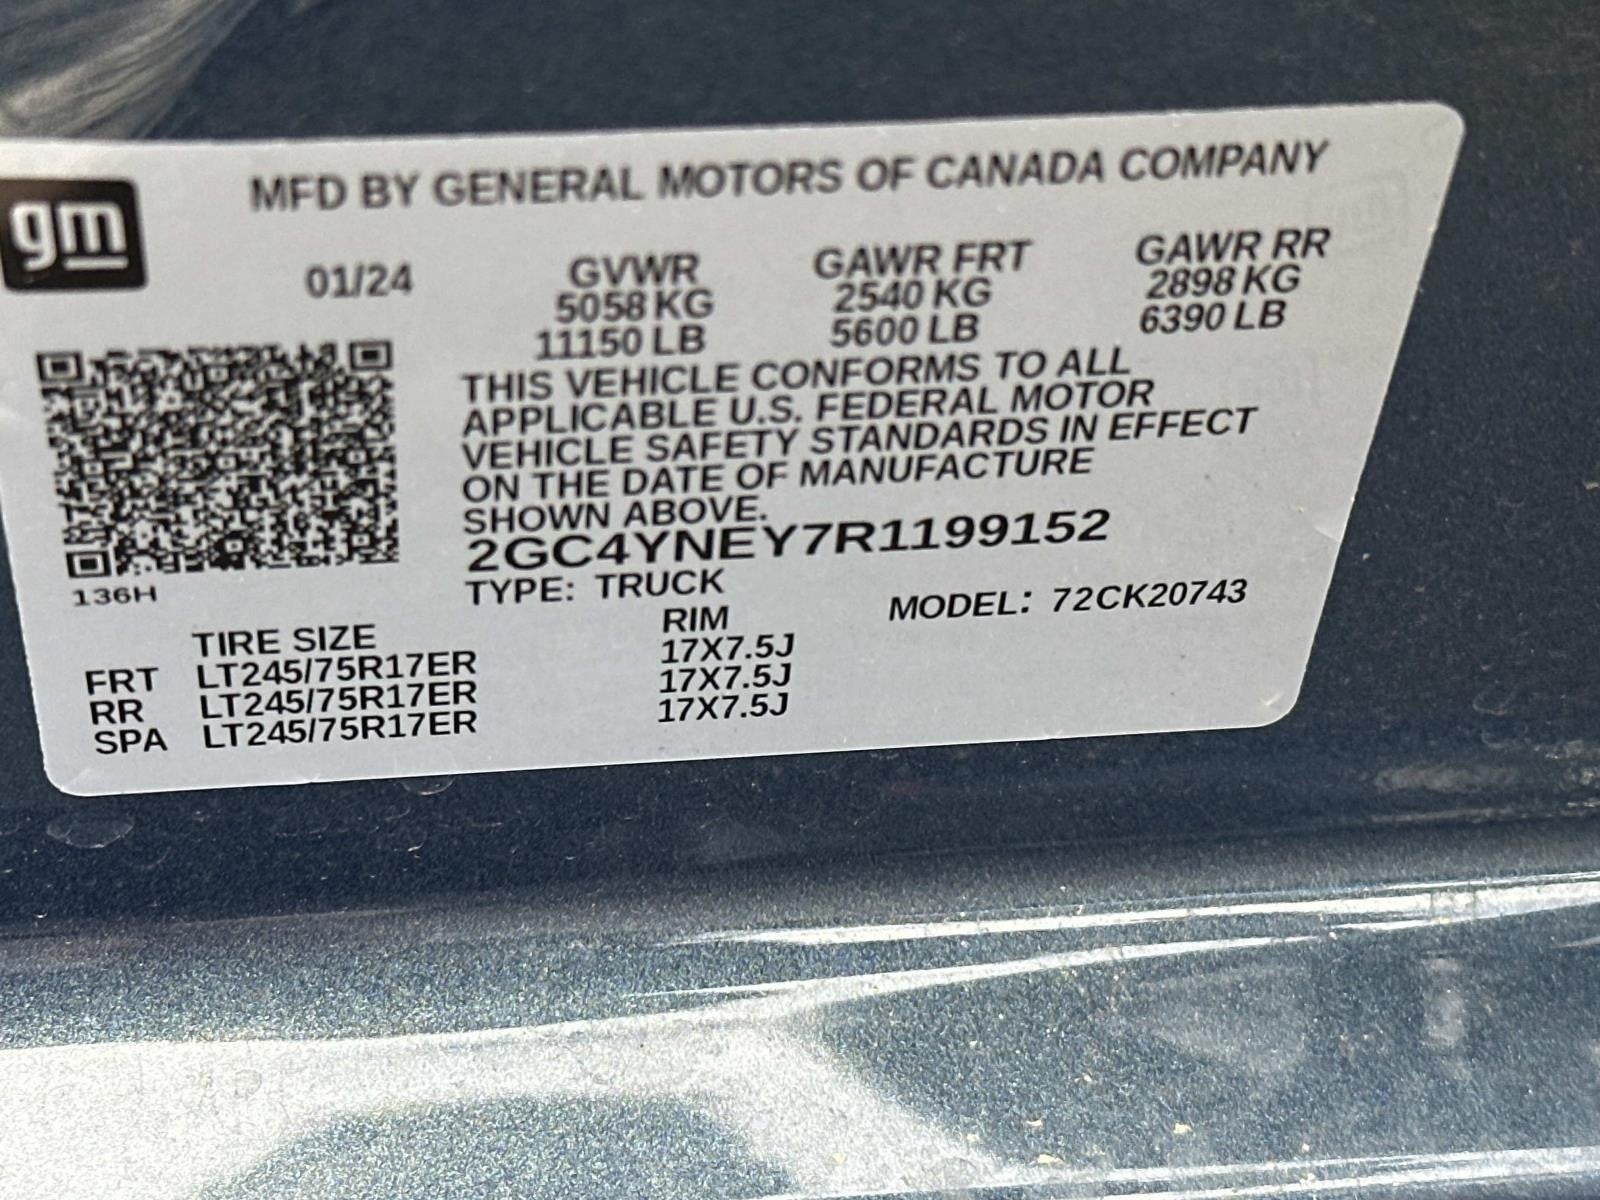 MFD BY GENERAL MOTORS OF CANADA COMPANY
gm
01/24 GVWR GAWR FRT GAWR RR
5058 KG 2540 KG 2898 KG
11150 LB 5600 LB 6390 LB
THIS VEHICLE CONFORMS TO ALL
APPLICABLE U.S. FEDERAL MOTOR
VEHICLE SAFETY STANDARDS IN EFFECT
ON THE DATE OF MANUFACTURE
SHOWN ABOVE.
2GC4YNEY7R1199152
136H
TYPE: TRUCK MODEL: 72CK20743
TIRE SIZE RIM
FRT LT245/75R17ER 17X7.5J
RR LT245/75R17ER 17X7.5J
SPA LT245/75R17ER 17X7.5J